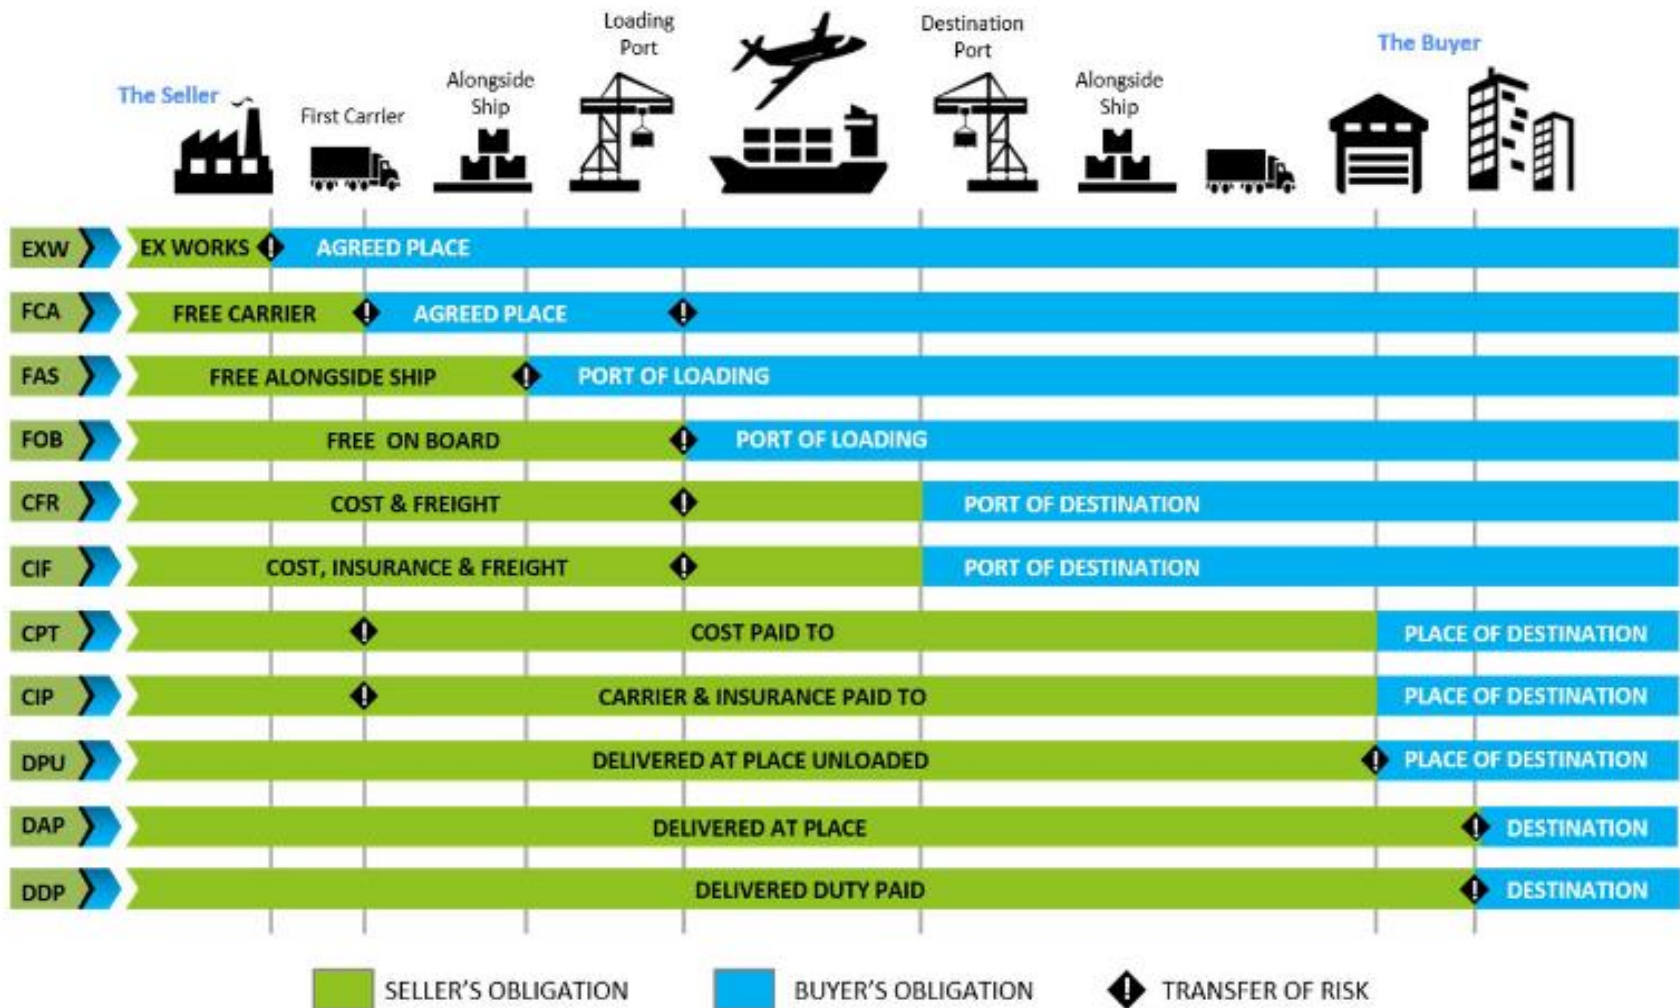 Loading
Port
Destination
Port
The Buyer
The Seller
First Carrier
Alongside
Ship
Alongside
Ship
EXW EX WORKS ! AGREED PLACE
FCA FREE CARRIER ! AGREED PLACE !
FAS FREE ALONGSIDE SHIP ! PORT OF LOADING
FOB FREE ON BOARD ! PORT OF LOADING
CFR COST & FREIGHT ! PORT OF DESTINATION
CIF COST, INSURANCE & FREIGHT ! PORT OF DESTINATION
CPT ! COST PAID TO PLACE OF DESTINATION
CIP ! CARRIER & INSURANCE PAID TO PLACE OF DESTINATION
DPU DELIVERED AT PLACE UNLOADED ! PLACE OF DESTINATION
DAP DELIVERED AT PLACE ! DESTINATION
DDP DELIVERED DUTY PAID ! DESTINATION
SELLER'S OBLIGATION BUYER'S OBLIGATION ! TRANSFER OF RISK